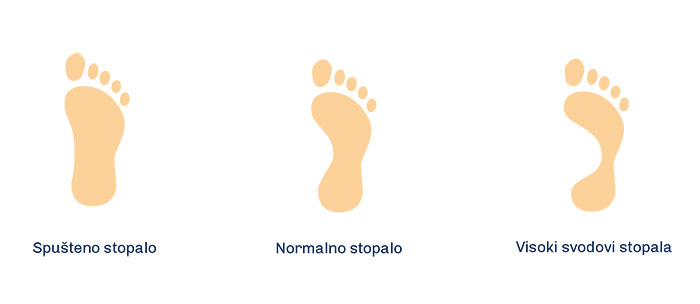 Spušteno stopalo
Normalno stopalo
Visoki svodovi stopala